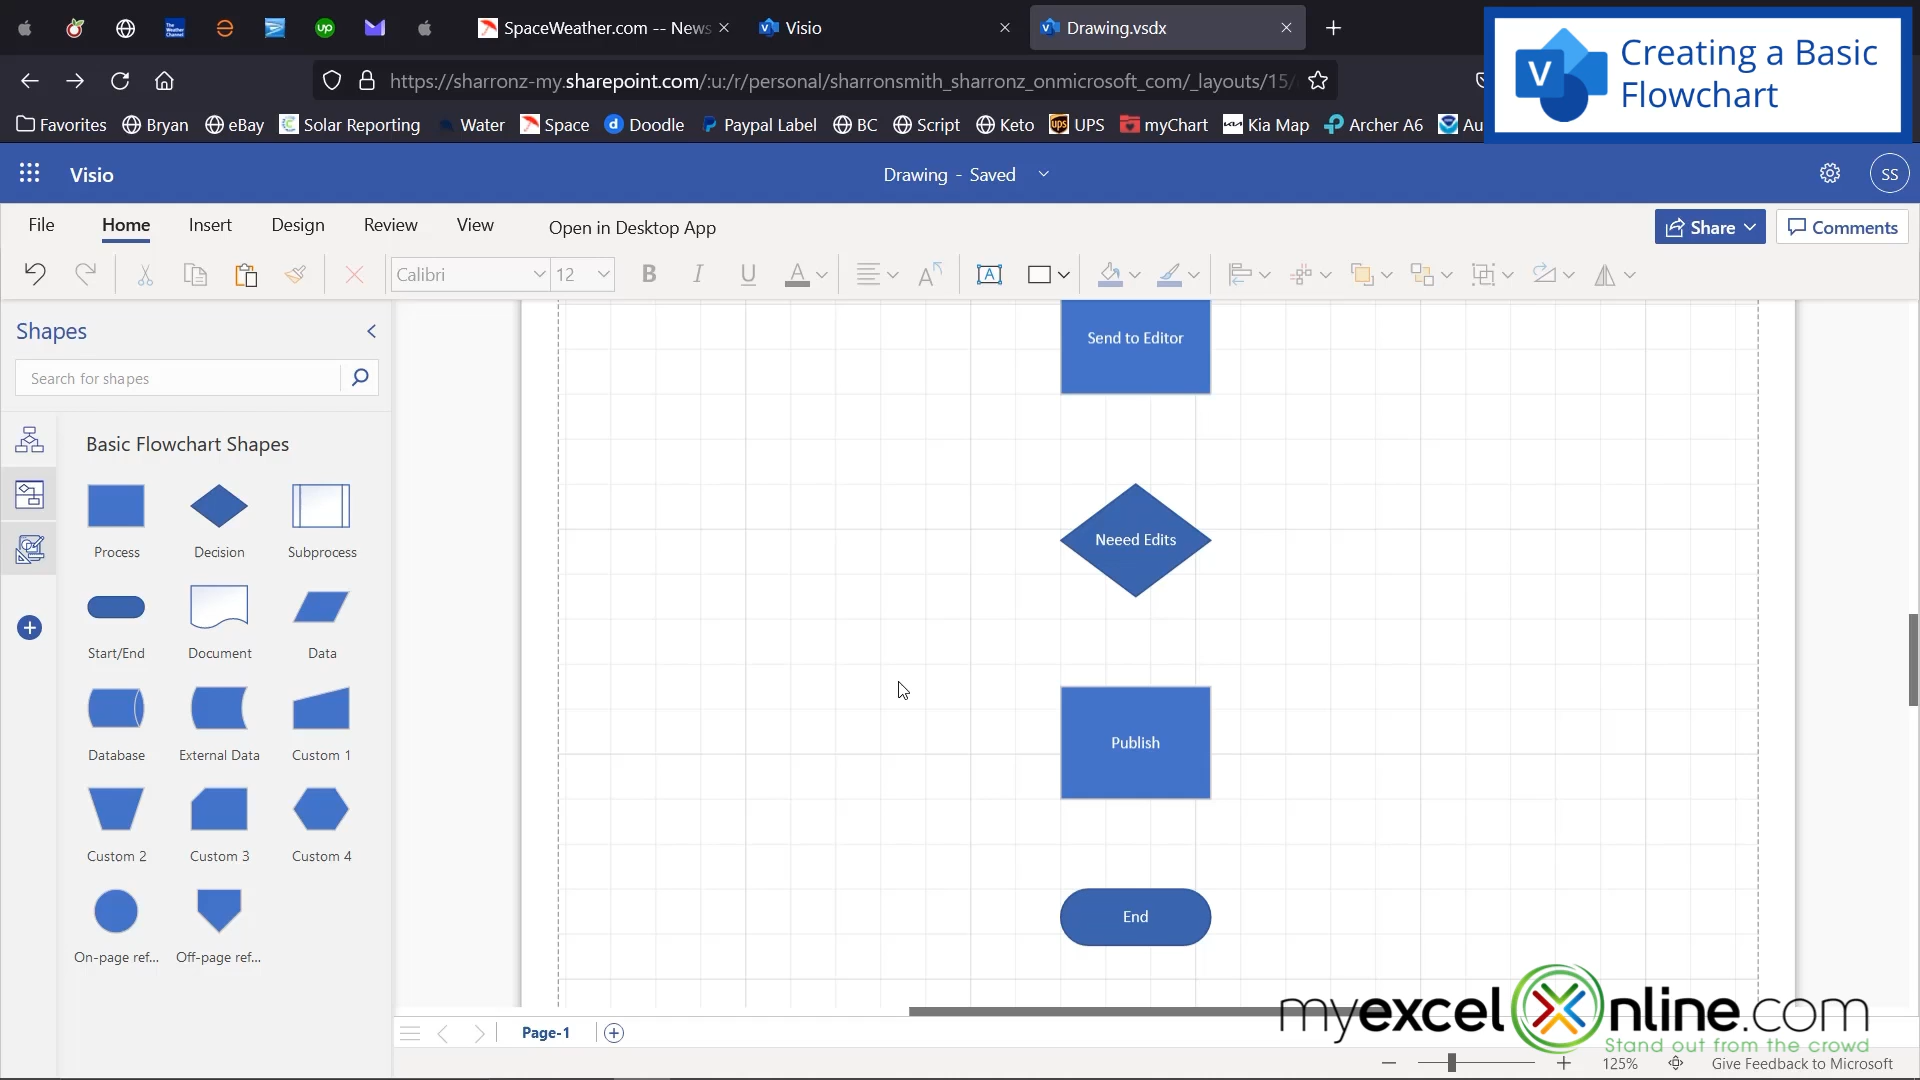 SpaceWeather.com -- News
Visio
Drawing.vsdx
up
https://sharronz-my.sharepoint.com/:u:/r/personal/sharronsmith_sharronz_onmicrosoft_com/_layouts/15/
Creating a Basic
Flowchart
Favorites Bryan eBay Solar Reporting Water Space Doodle Paypal Label BC Script Keto UPS myChart Kia Map Archer A6 Au
Visio
Drawing - Saved
SS
File Home Insert Design Review View Open in Desktop App
Share Comments
Calibri 12 B I U A A A
Shapes
Send to Editor
Search for shapes
Basic Flowchart Shapes
Neeed Edits
Process Decision Subprocess
Start/End Document Data
Publish
Database External Data Custom 1
Custom 2 Custom 3 Custom 4
End
On-page ref... Off-page ref...
Page-1
myexcelOnline.com
Stand out from the crowd
125% Give Feedback to Microsoft